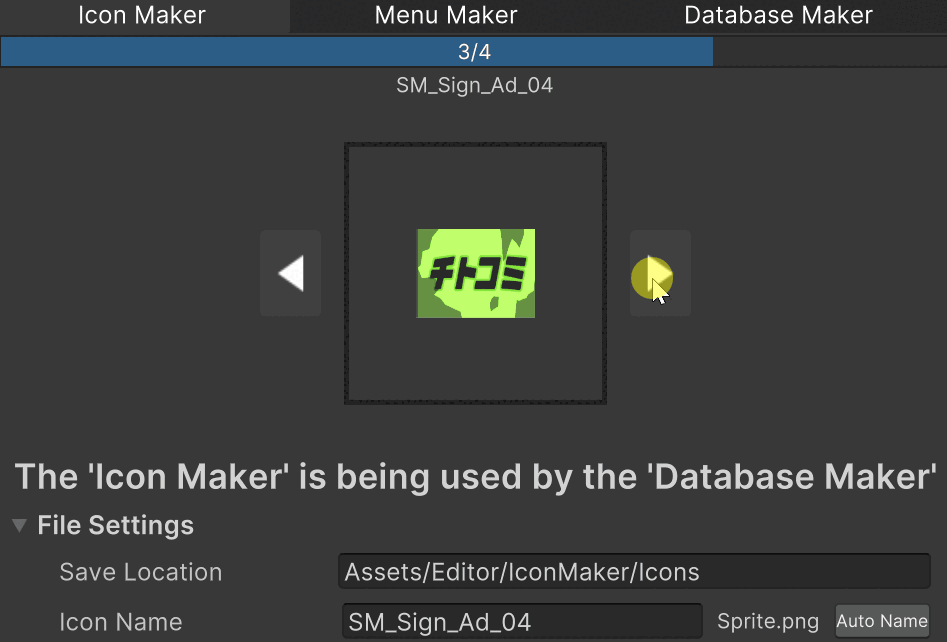 Icon Maker
Menu Maker
Database Maker
3/4
SM_Sign_Ad_04
チトコミ
The 'Icon Maker' is being used by the 'Database Maker'
File Settings
Save Location
Assets/Editor/IconMaker/Icons
Icon Name
SM_Sign_Ad_04
Sprite.png
Auto Name